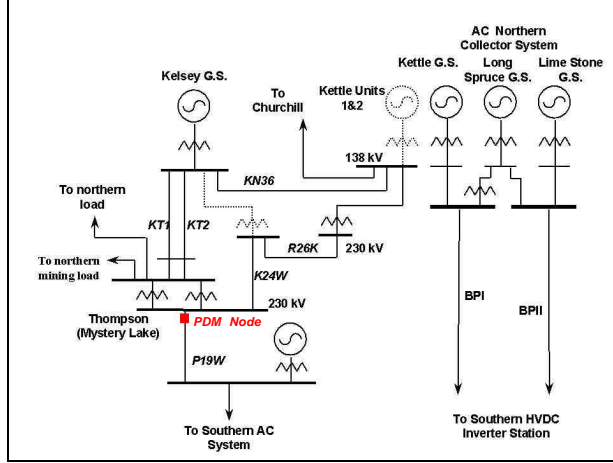 AC Northern
Collector System
Kettle G.S.
Long
Spruce G.S.
Lime Stone
G.S.
Kelsey G.S.
To
Churchill
Kettle Units
1&2
138 kV
KN36
To northern
load
KT1
KT2
R26K
230 kV
To northern
mining load
K24W
230 kV
Thompson
(Mystery Lake)
PDM Node
BPI
BPII
P19W
To Southern AC
System
To Southern HVDC
Inverter Station